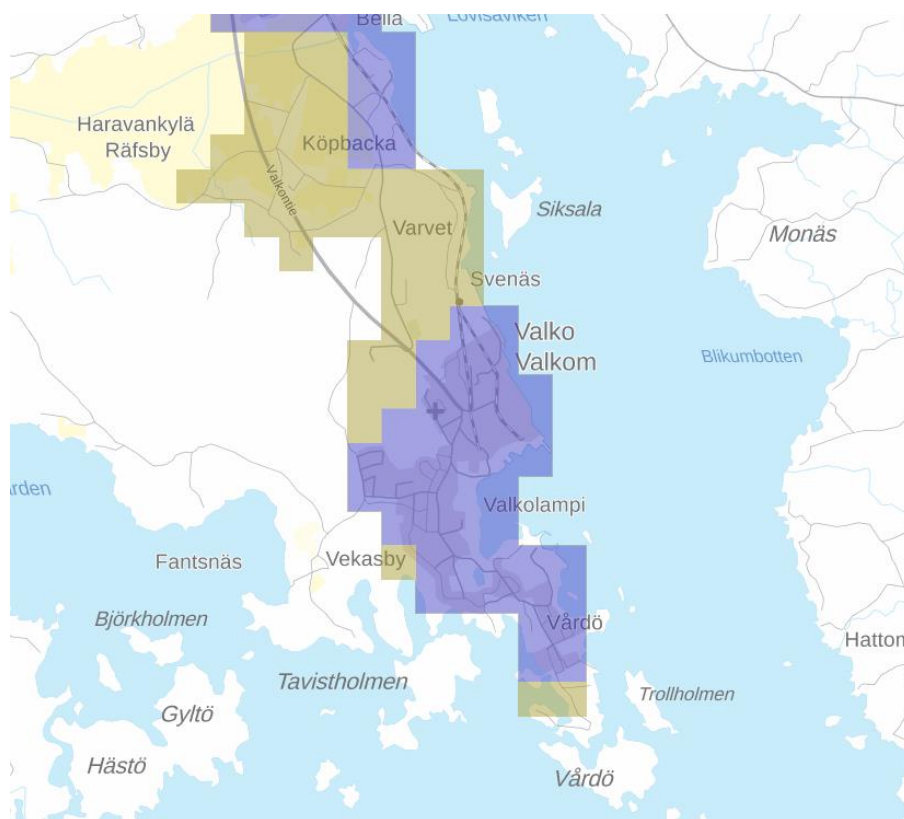 Bella
Lovisaviken
Haravankylä
Räfsby
Köpbacka
Valkontie
Siksala
Varvet
Monäs
Svenäs
Valko
Valkom
Blikumbotten
Valkolampi
Fantsnäs
Vekasby
Björkholmen
Vårdö
Tavistholmen
Trollholmen
Gyltö
Hästö
Vårdö